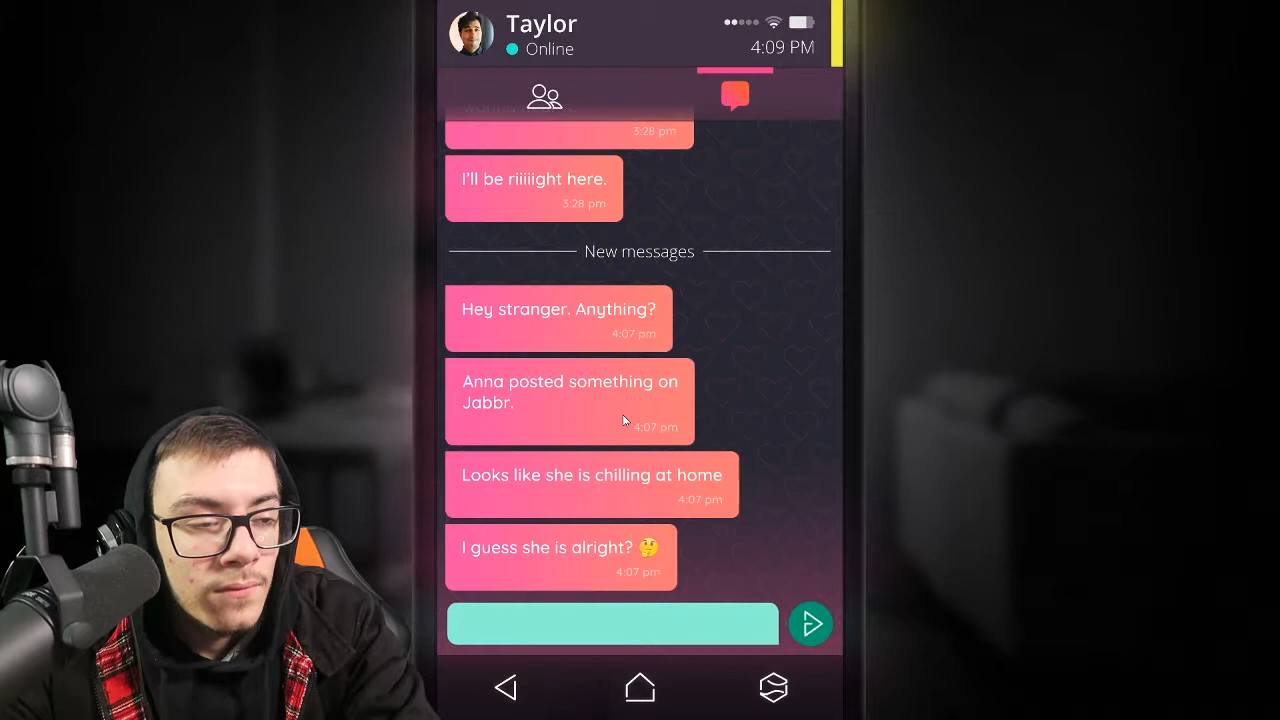 Taylor
Online
4:09 PM
3:28 pm
I'll be riiiiight here.
3:28 pm
New messages
Hey stranger. Anything?
4:07 pm
Anna posted something on
Jabbr.
4:07 pm
Looks like she is chilling at home
4:07 pm
I guess she is alright? 🤔
4:07 pm